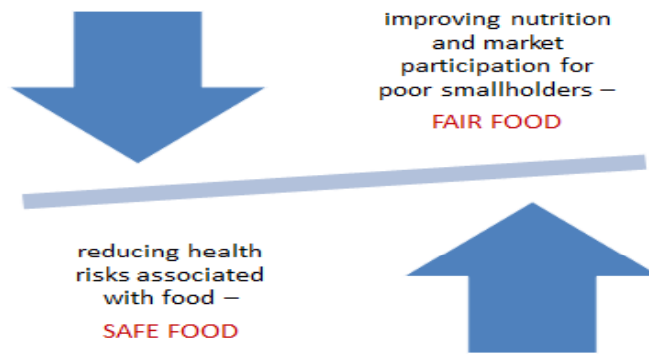 improving nutrition
and market
participation for
poor smallholders –
FAIR FOOD
reducing health
risks associated
with food –
SAFE FOOD